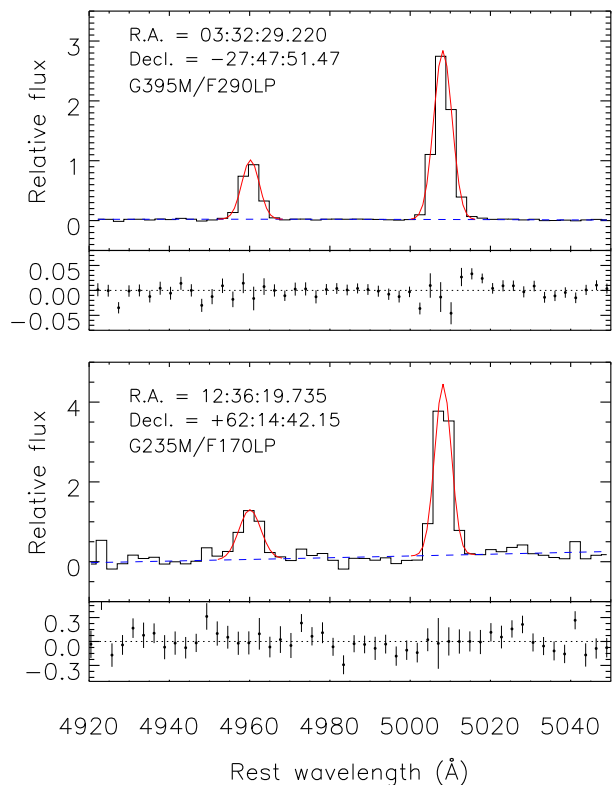 R.A. = 03:32:29.220
Decl. = −27:47:51.47
G395M/F290LP
Relative flux
3
2
1
0
0.05
0.00
−0.05
R.A. = 12:36:19.735
Decl. = +62:14:42.15
G235M/F170LP
Relative flux
4
2
0
0.3
0.0
−0.3
4920 4940 4960 4980 5000 5020 5040
Rest wavelength (Å)